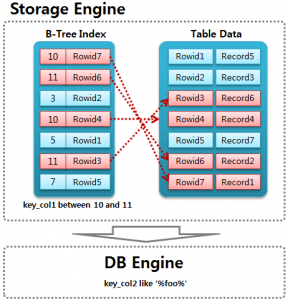 Storage Engine
B-Tree Index
Table Data
10 Rowid7
Rowid1 Record5
11 Rowid6
Rowid2 Record3
3 Rowid2
Rowid3 Record6
10 Rowid4
Rowid4 Record4
5 Rowid1
Rowid5 Record7
11 Rowid3
Rowid6 Record2
7 Rowid5
Rowid7 Record1
key_col1 between 10 and 11
DB Engine
key_col2 like '%foo%'